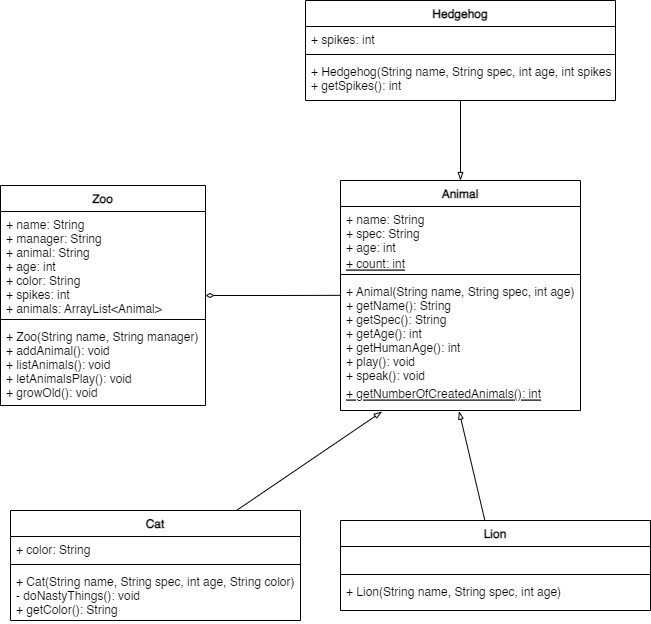 Hedgehog
+ spikes: int
+ Hedgehog(String name, String spec, int age, int spikes
+ getSpikes(): int
Zoo
+ name: String
+ manager: String
+ animal: String
+ age: int
+ color: String
+ spikes: int
+ animals: ArrayList<Animal>
+ Zoo(String name, String manager)
+ addAnimal(): void
+ listAnimals(): void
+ letAnimalsPlay(): void
+ growOld(): void
Animal
+ name: String
+ spec: String
+ age: int
+ count: int
+ Animal(String name, String spec, int age)
+ getName(): String
+ getSpec(): String
+ getAge(): int
+ getHumanAge(): int
+ play(): void
+ speak(): void
+ getNumberOfCreatedAnimals(): int
Cat
+ color: String
+ Cat(String name, String spec, int age, String color)
- doNastyThings(): void
+ getColor(): String
Lion
+ Lion(String name, String spec, int age)